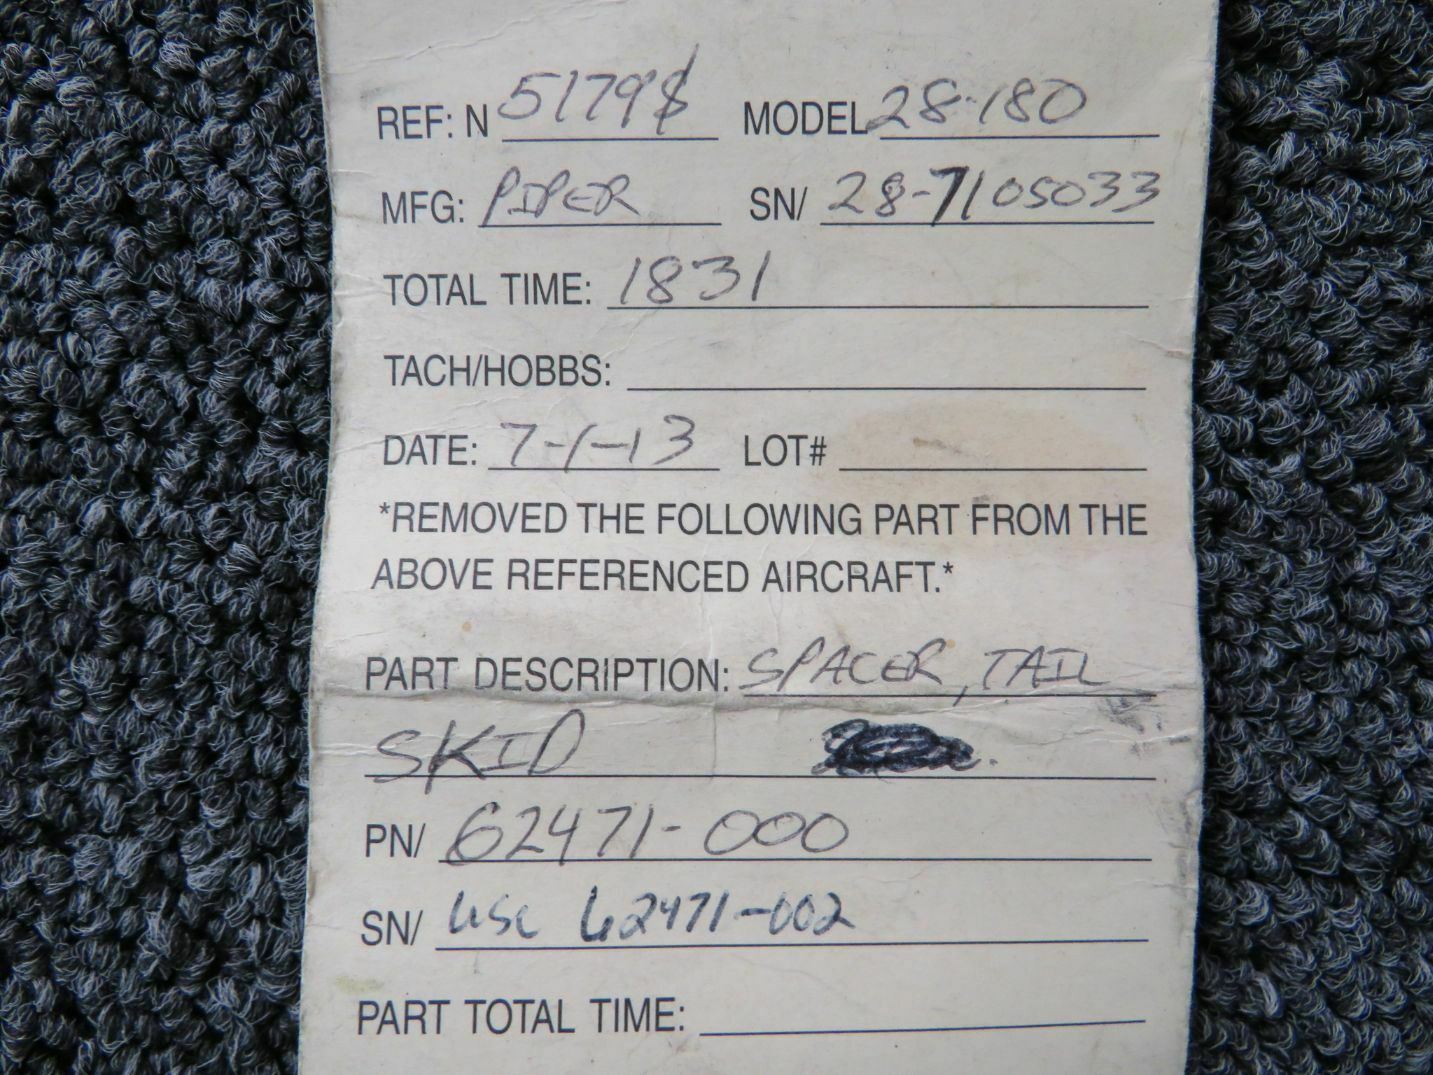 REF: N 5179S MODEL 28-180
MFG: PIPER SN/ 28-7105033
TOTAL TIME: 1831
TACH/HOBBS:
DATE: 7-1-13 LOT#
*REMOVED THE FOLLOWING PART FROM THE
ABOVE REFERENCED AIRCRAFT.*
PART DESCRIPTION: SPACER, TAIL
SKID
PN/ 62471-000
SN/ USE 62471-002
PART TOTAL TIME: